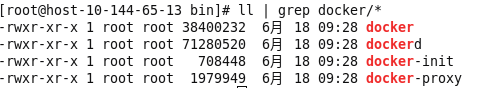 [root@host-10-144-65-13 bin]# ll | grep docker/*
-rwxr-xr-x 1 root root 38400232 6月 18 09:28 docker
-rwxr-xr-x 1 root root 71280520 6月 18 09:28 dockerd
-rwxr-xr-x 1 root root 708448 6月 18 09:28 docker-init
-rwxr-xr-x 1 root root 1979949 6月 18 09:28 docker-proxy